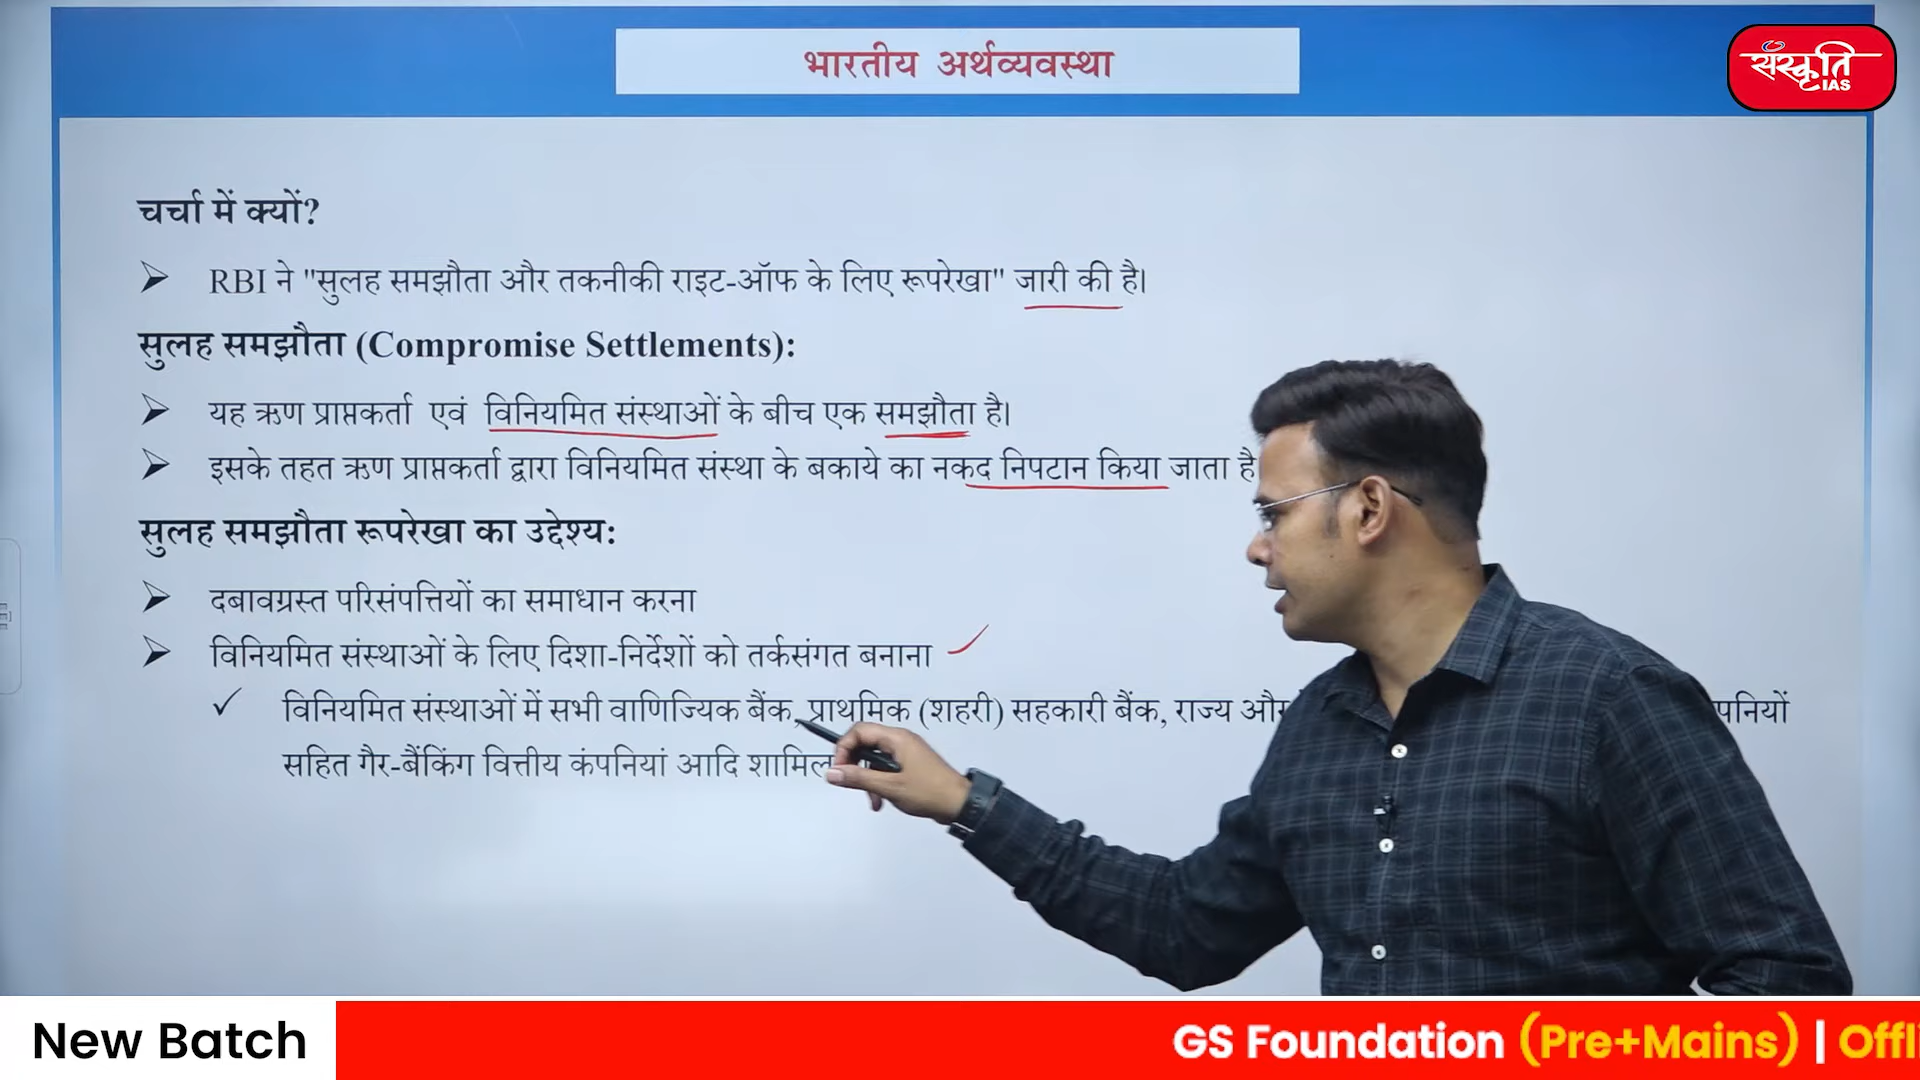 भारतीय अर्थव्यवस्था
संस्कृति
IAS
चर्चा में क्यों?
➢ RBI ने "सुलह समझौता और तकनीकी राइट-ऑफ के लिए रूपरेखा" जारी की है।
सुलह समझौता (Compromise Settlements):
➢ यह ऋण प्राप्तकर्ता एवं विनियमित संस्थाओं के बीच एक समझौता है।
➢ इसके तहत ऋण प्राप्तकर्ता द्वारा विनियमित संस्था के बकाये का नकद निपटान किया जाता है
सुलह समझौता रूपरेखा का उद्देश्य:
➢ दबावग्रस्त परिसंपत्तियों का समाधान करना
➢ विनियमित संस्थाओं के लिए दिशा-निर्देशों को तर्कसंगत बनाना
✓ विनियमित संस्थाओं में सभी वाणिज्यिक बैंक, प्राथमिक (शहरी) सहकारी बैंक, राज्य और पनियों
सहित गैर-बैंकिंग वित्तीय कंपनियां आदि शामिल
New Batch
GS Foundation (Pre+Mains) | Offli